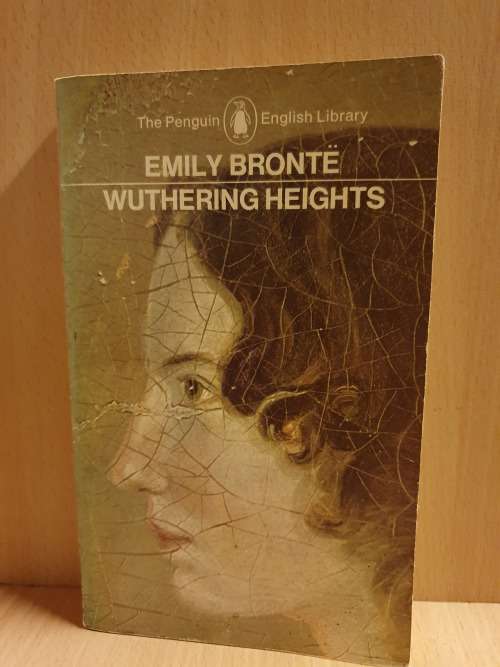 The Penguin English Library
EMILY BRONTË
WUTHERING HEIGHTS